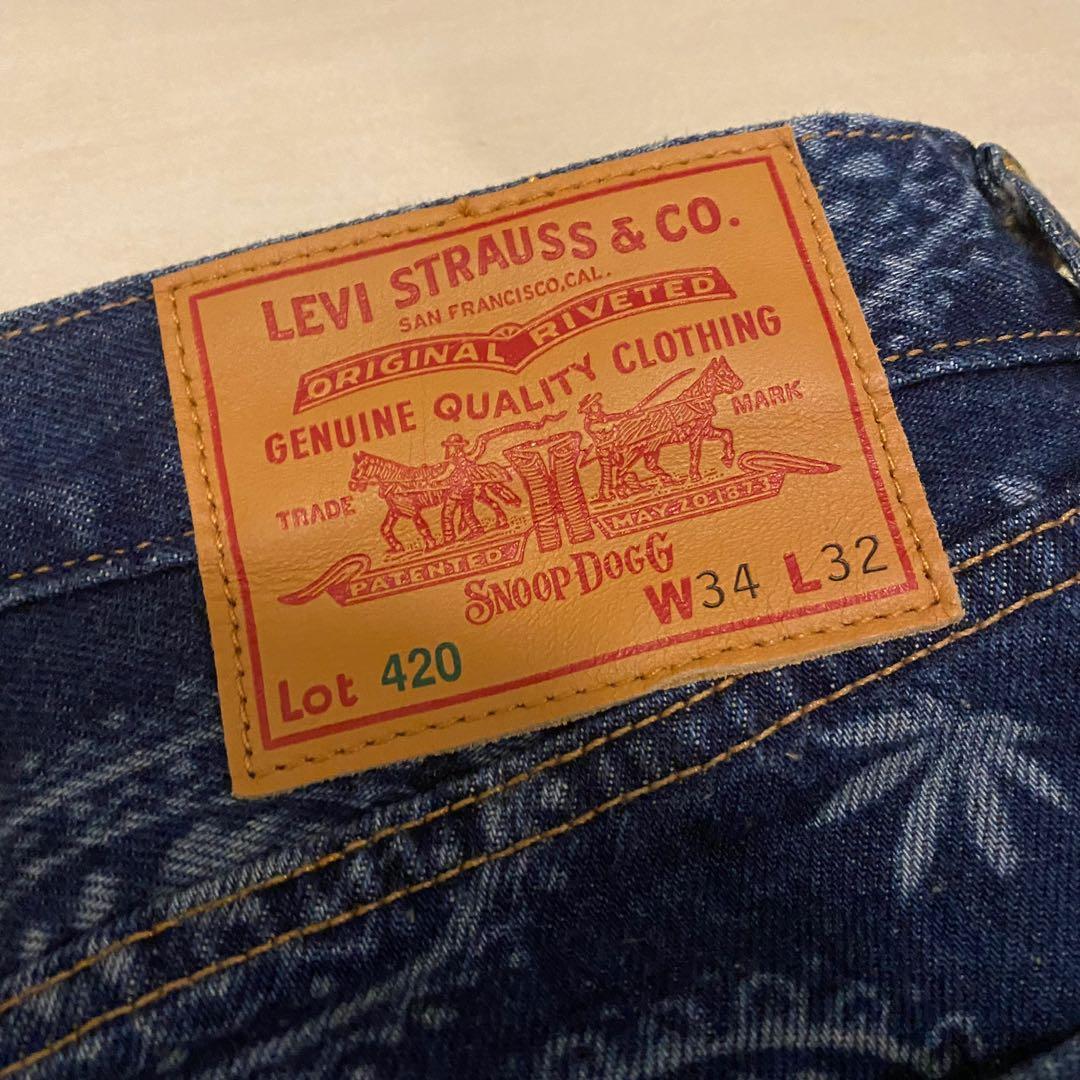 LEVI STRAUSS & CO.
SAN FRANCISCO, CAL.
ORIGINAL RIVETED
GENUINE QUALITY CLOTHING
TRADE MARK
PATENTED MAY 20 1873
SNOOP DOGG
W34 L32
Lot 420